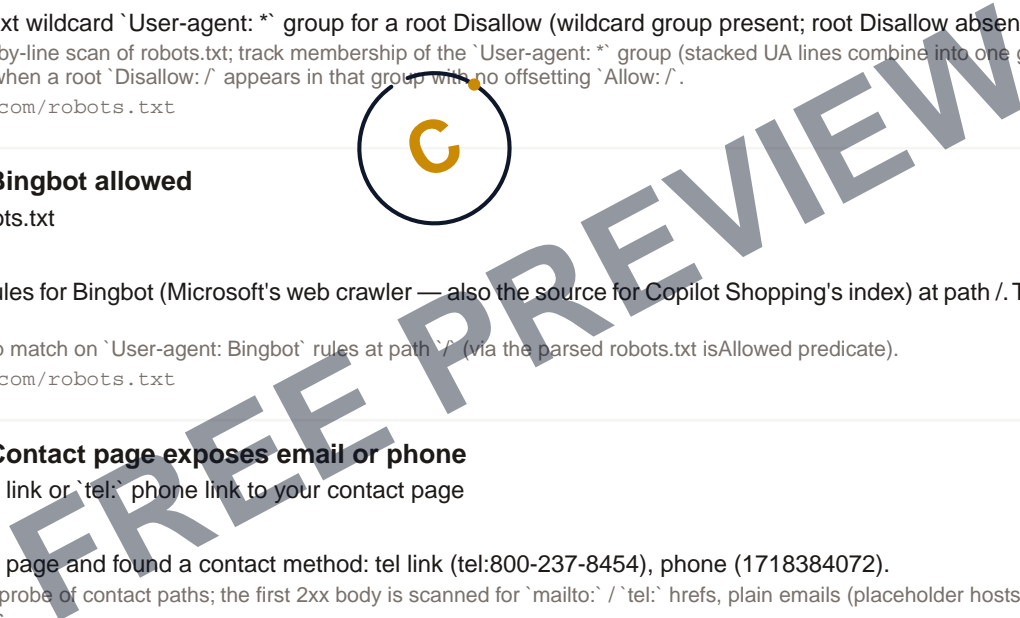 xt wildcard `User-agent: *` group for a root Disallow (wildcard group present; root Disallow absen
by-line scan of robots.txt; track membership of the `User-agent: *` group (stacked UA lines combine into one g
when a root `Disallow: /` appears in that group with no offsetting `Allow: /`.
com/robots.txt
C
Bingbot allowed
ots.txt
ules for Bingbot (Microsoft's web crawler — also the source for Copilot Shopping's index) at path /. T
o match on `User-agent: Bingbot` rules at path `/` (via the parsed robots.txt isAllowed predicate).
com/robots.txt
Contact page exposes email or phone
link or `tel:` phone link to your contact page
page and found a contact method: tel link (tel:800-237-8454), phone (1718384072).
probe of contact paths; the first 2xx body is scanned for `mailto:` / `tel:` hrefs, plain emails (placeholder hosts
FREE PREVIEW